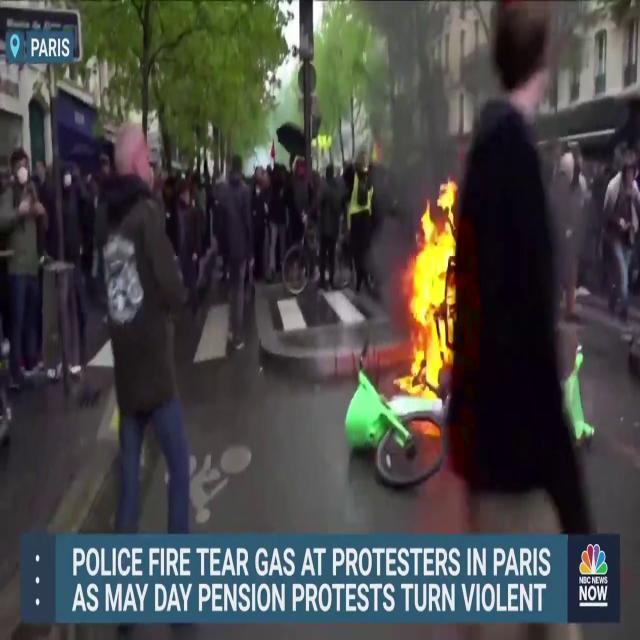 PARIS
POLICE FIRE TEAR GAS AT PROTESTERS IN PARIS
AS MAY DAY PENSION PROTESTS TURN VIOLENT
NBC NEWS
NOW